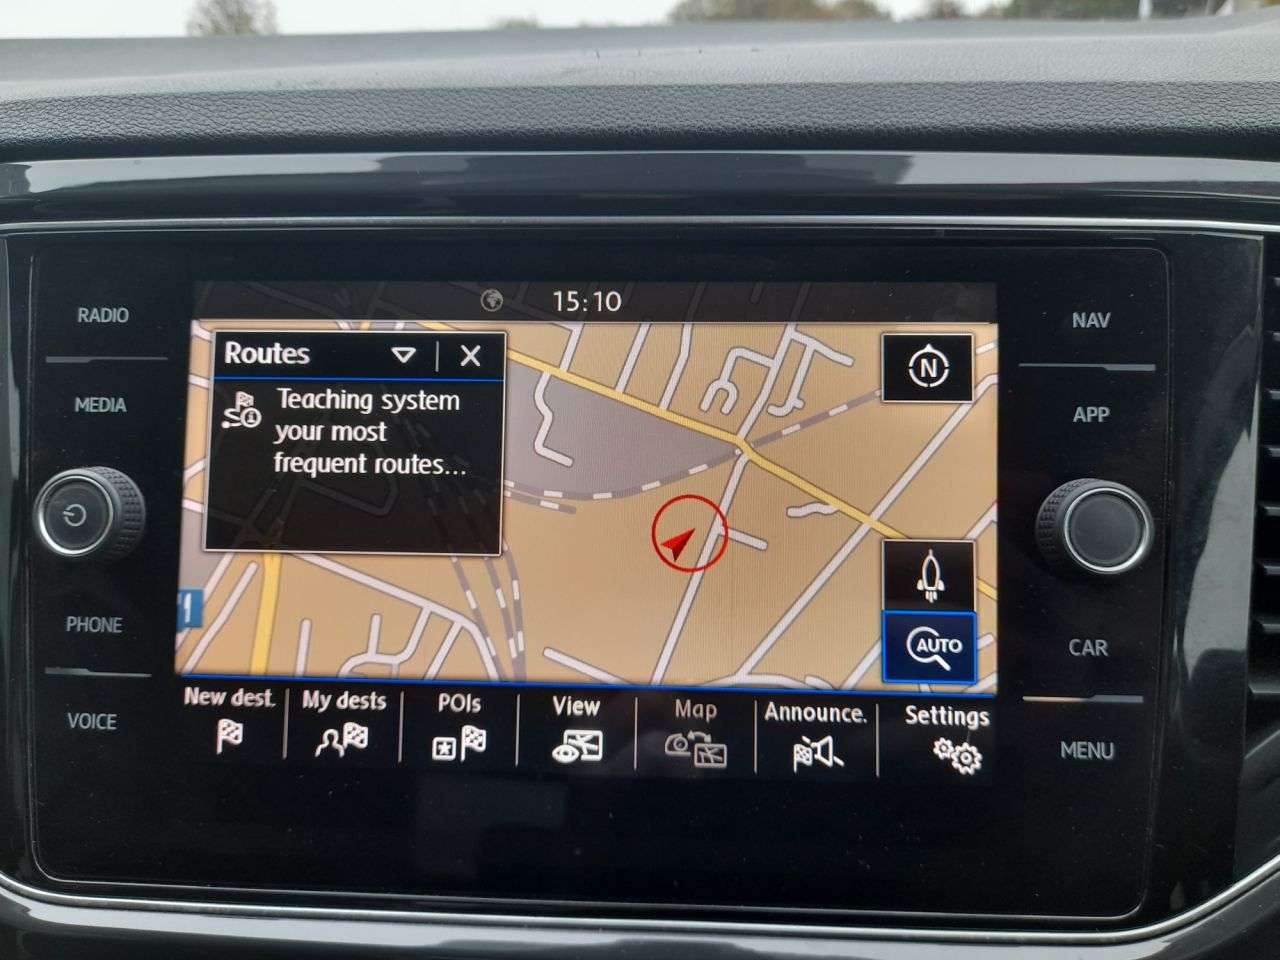 15:10
RADIO
MEDIA
PHONE
VOICE
Routes
Teaching system
your most
frequent routes...
N
AUTO
1
New dest.
My dests
POIs
View
Map
Announce.
Settings
NAV
APP
CAR
MENU